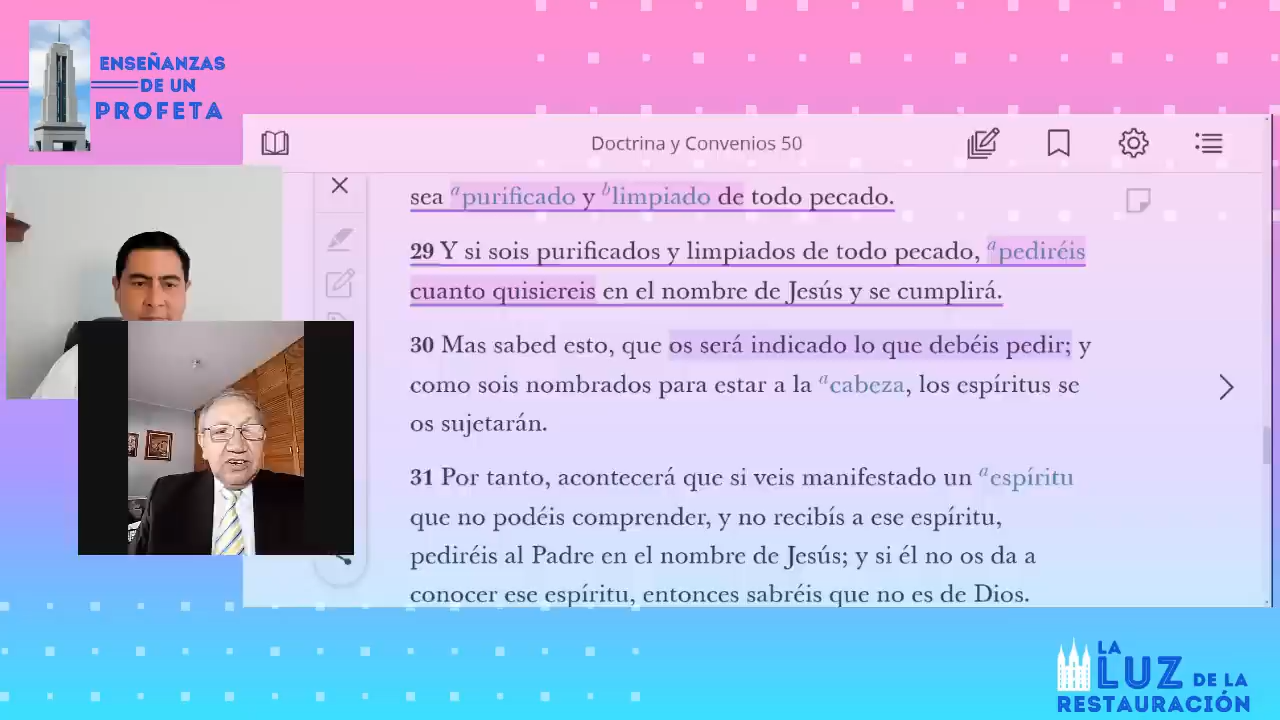 ENSEÑANZAS
DE UN
PROFETA
Doctrina y Convenios 50
sea a purificado y b limpiado de todo pecado.
29 Y si sois purificados y limpiados de todo pecado, a pediréis
cuanto quisiereis en el nombre de Jesús y se cumplirá.
30 Mas sabed esto, que os será indicado lo que debéis pedir; y
como sois nombrados para estar a la a cabeza, los espíritus se
os sujetarán.
31 Por tanto, acontecerá que si veis manifestado un a espíritu
que no podéis comprender, y no recibís a ese espíritu,
pediréis al Padre en el nombre de Jesús; y si él no os da a
conocer ese espíritu, entonces sabréis que no es de Dios.
LA
LUZ DE LA
RESTAURACIÓN